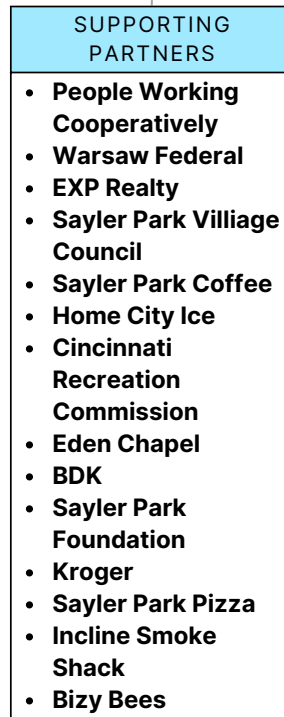 SUPPORTING
PARTNERS
• People Working
Cooperatively
• Warsaw Federal
• EXP Realty
• Sayler Park Villiage
Council
• Sayler Park Coffee
• Home City Ice
• Cincinnati
Recreation
Commission
• Eden Chapel
• BDK
• Sayler Park
Foundation
• Kroger
• Sayler Park Pizza
• Incline Smoke
Shack
• Bizy Bees